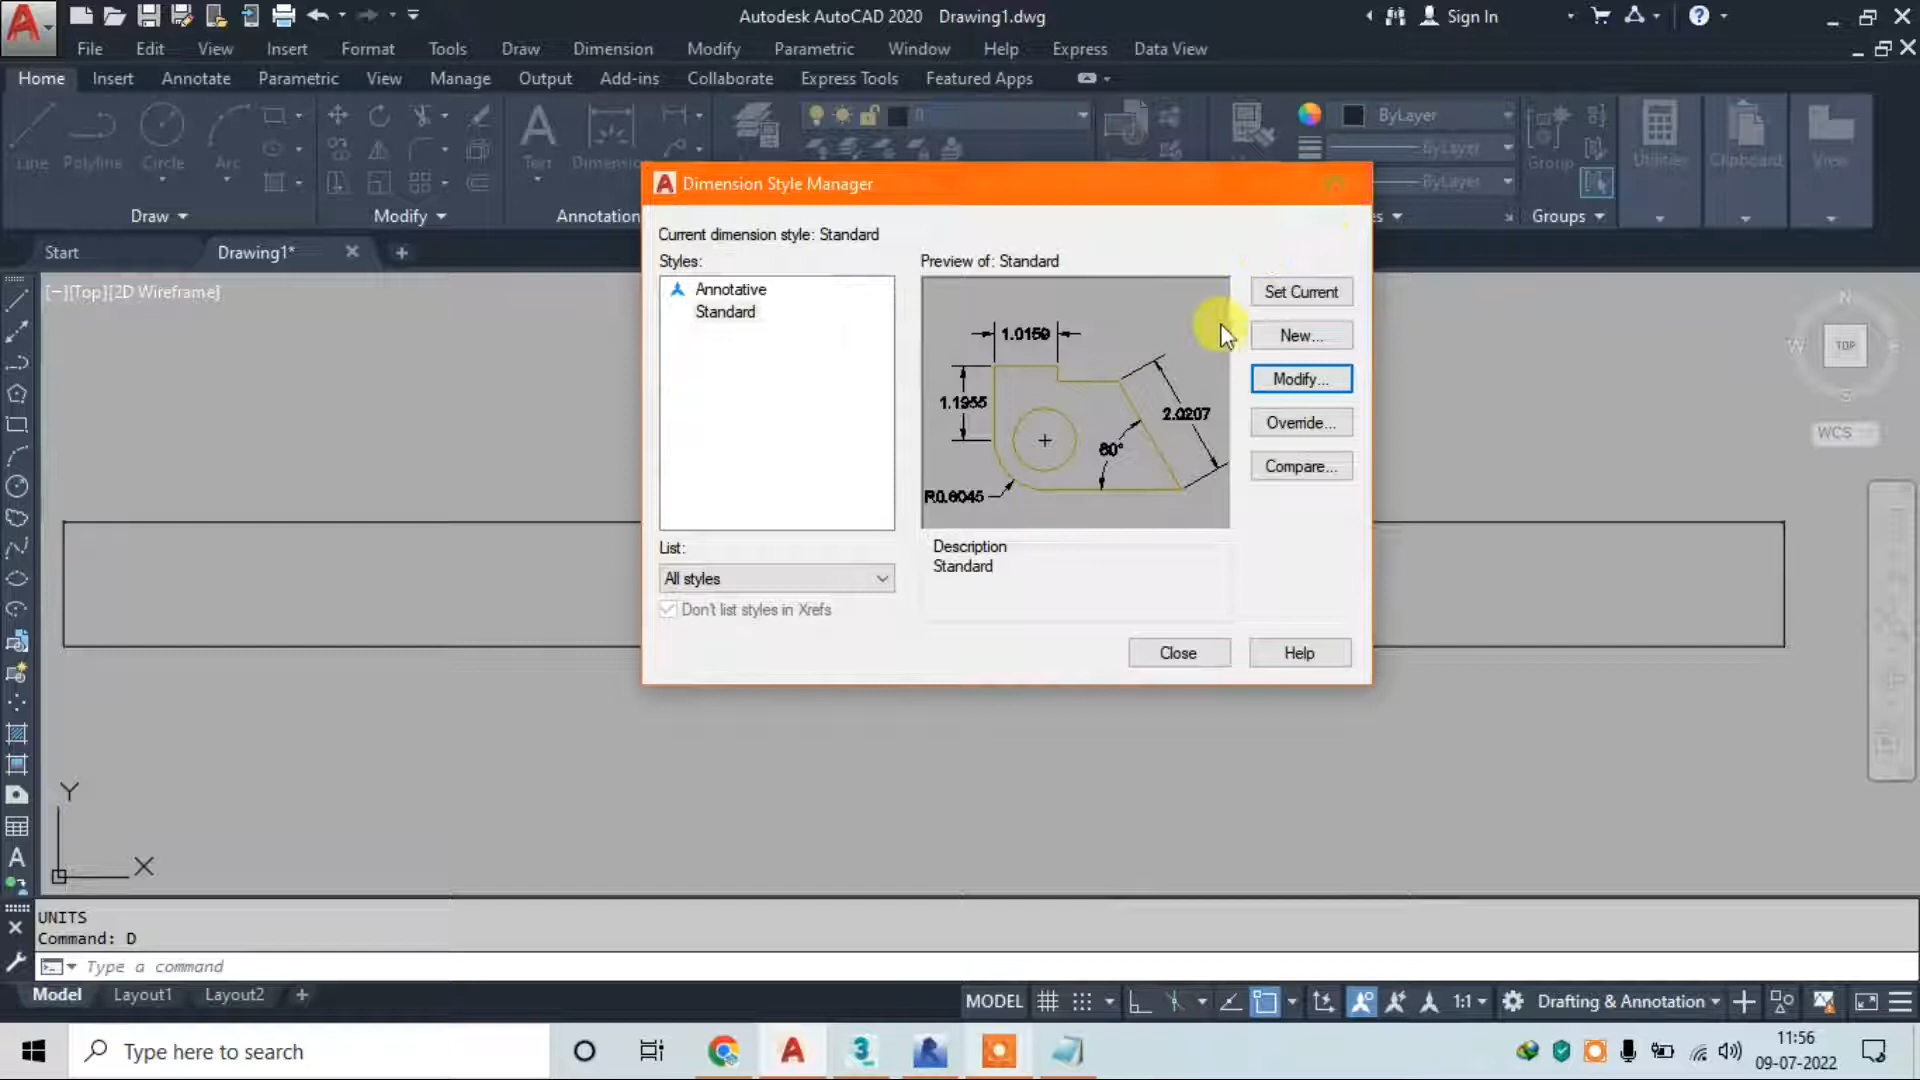 Autodesk AutoCAD 2020   Drawing1.dwg
Sign In
File Edit View Insert Format Tools Draw Dimension Modify Parametric Window Help Express Data View
Home Insert Annotate Parametric View Manage Output Add-ins Collaborate Express Tools Featured Apps
ByLayer
Line Polyline Circle Arc Text ByLayer Group Utilities Clipboard View
ByLayer
Draw Modify Annotation Groups
Start Drawing1*
[−][Top][2D Wireframe]
Dimension Style Manager
Current dimension style: Standard
Styles:
Annotative
Standard
Preview of: Standard
1.0159
1.1955
2.0207
60°
R0.8045
Set Current
New...
Modify...
Override...
Compare...
List:
All styles
Don't list styles in Xrefs
Description
Standard
Close Help
N
W TOP
S
WCS
Y
X
UNITS
Command: D
Type a command
Model Layout1 Layout2 +
MODEL 1:1 Drafting & Annotation
Type here to search
11:56
09-07-2022